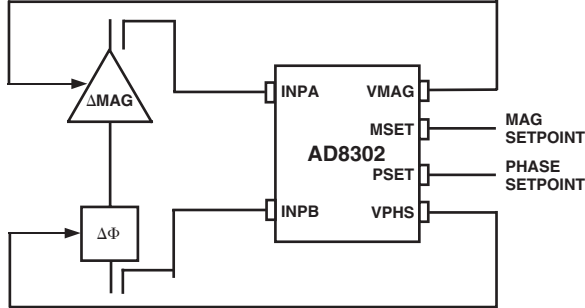 ΔMAG
INPA
VMAG
MSET
MAG
SETPOINT
AD8302
PSET
PHASE
SETPOINT
INPB
VPHS
ΔΦ